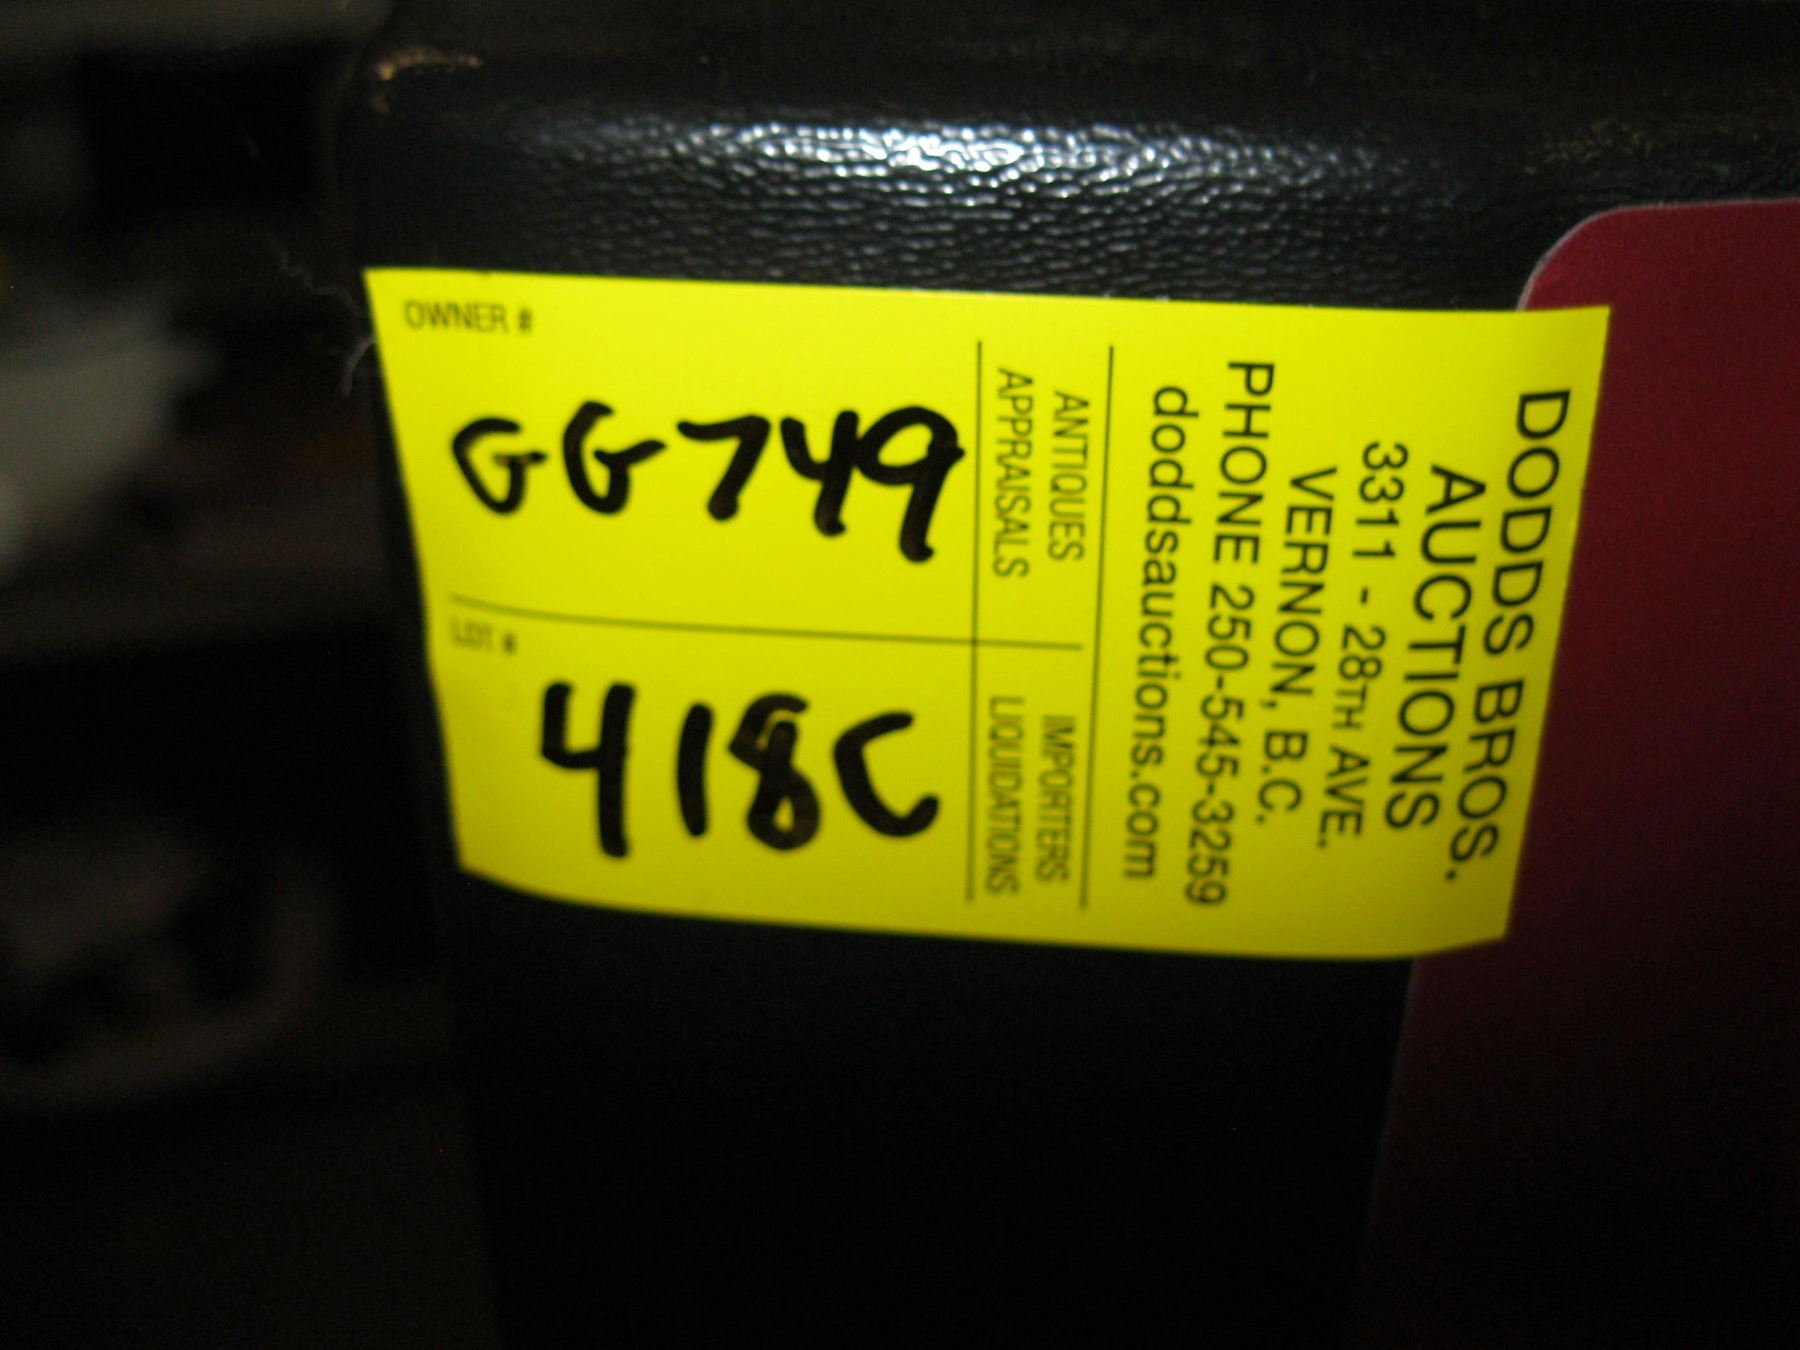 DODDS BROS.
AUCTIONS
3311 - 28TH AVE.
VERNON, B.C.
PHONE 250-545-3259
doddsauctions.com
ANTIQUES
APPRAISALS
IMPORTERS
LIQUIDATIONS
OWNER #
GG749
LOT #
418C